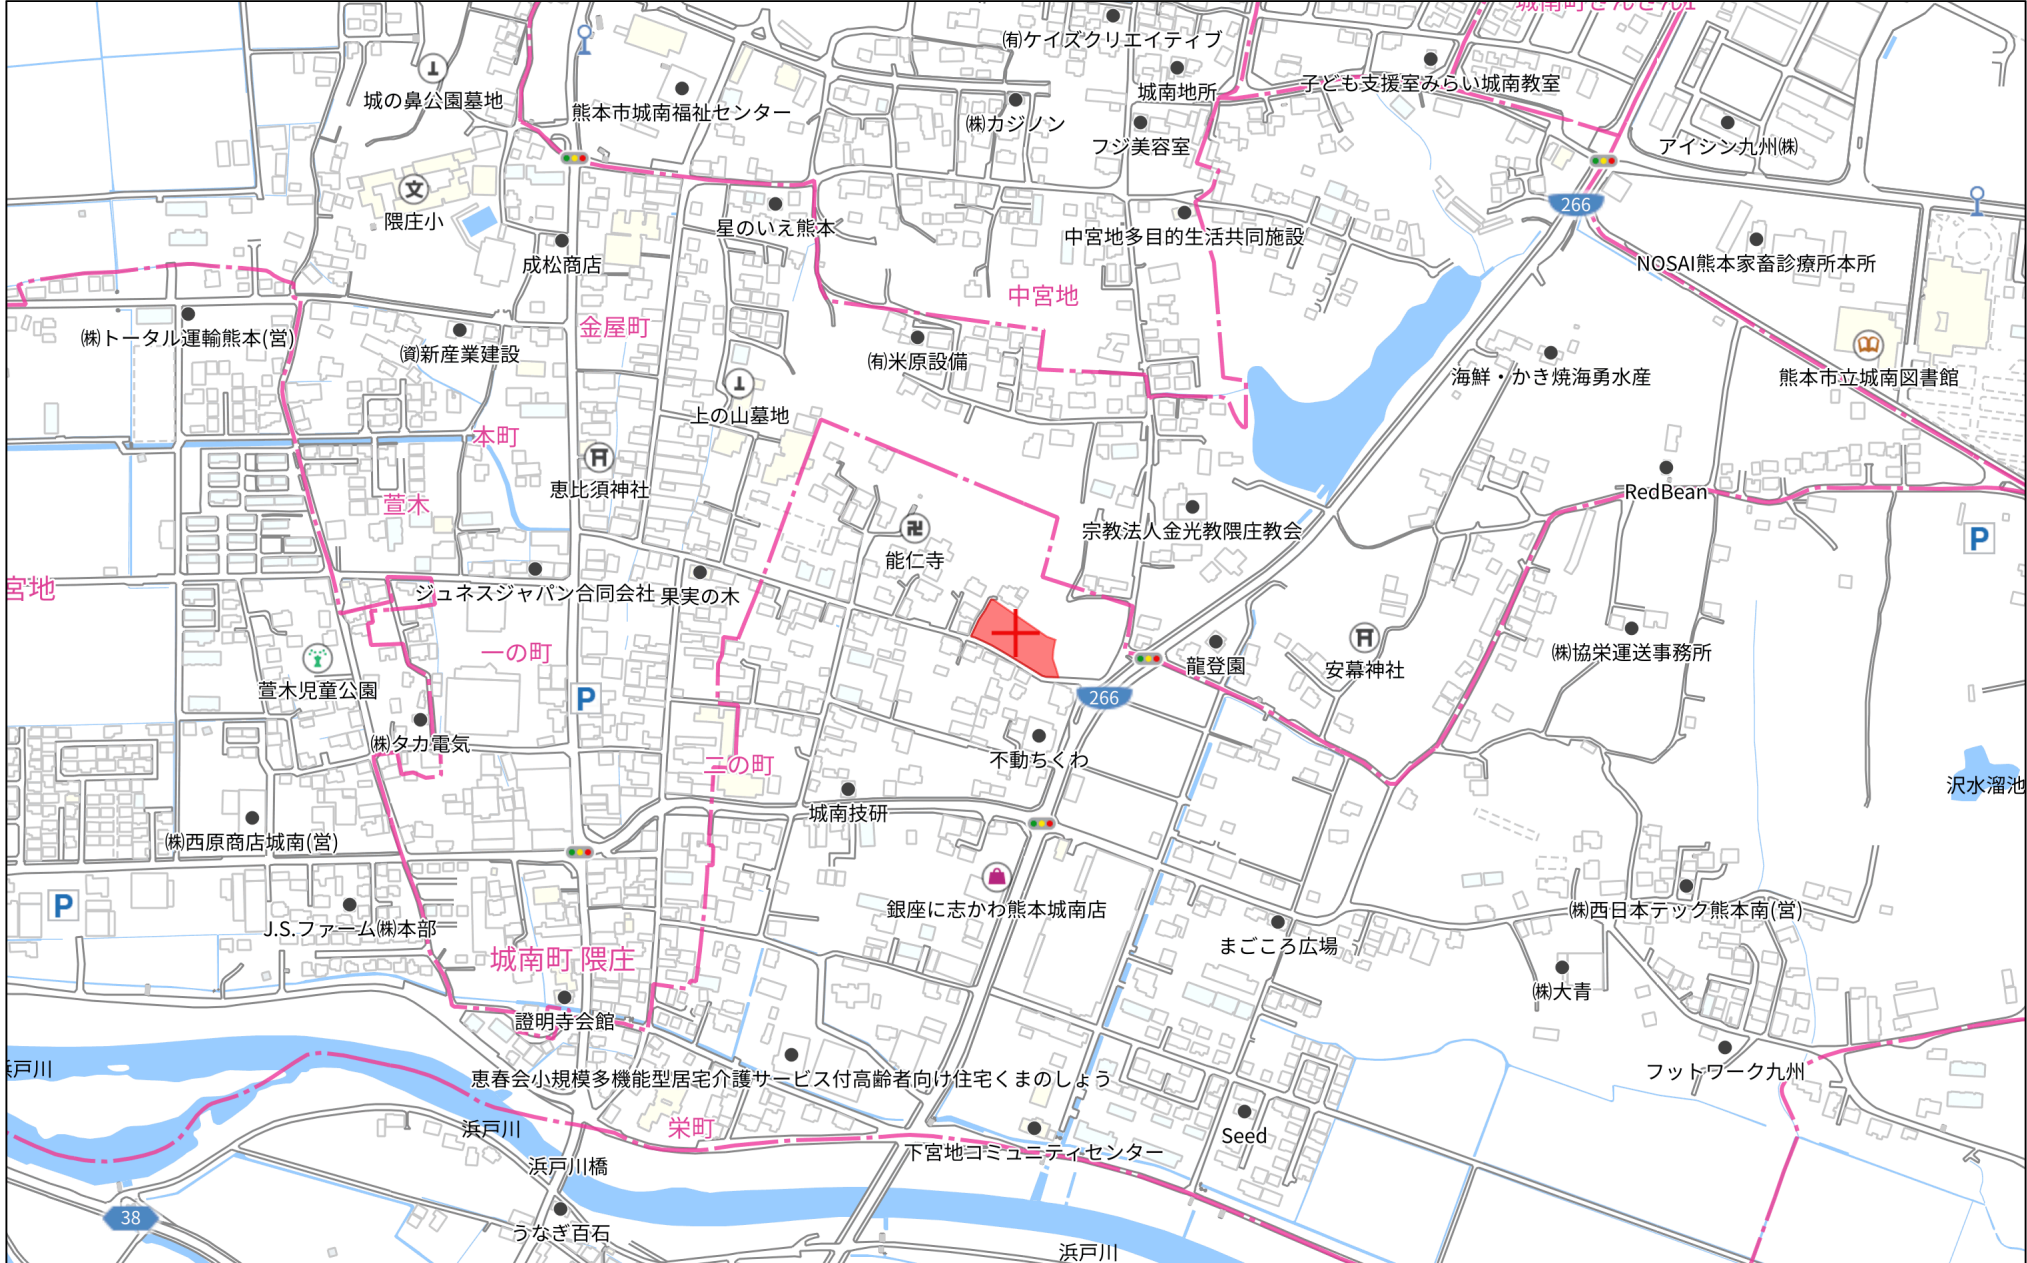 城南町さんさん1
㈲ケイズクリエイティブ
城の鼻公園墓地
熊本市城南福祉センター
城南地所
子ども支援室みらい城南教室
㈱カジノン
フジ美容室
アイシン九州㈱
266
隈庄小
星のいえ熊本
中宮地多目的生活共同施設
成松商店
NOSAI熊本家畜診療所本所
中宮地
㈱トータル運輸熊本(営)
金屋町
㈾新産業建設
㈲米原設備
海鮮・かき焼海勇水産
熊本市立城南図書館
上の山墓地
本町
恵比須神社
萱木
RedBean
宗教法人金光教隈庄教会
P
能仁寺
宮地
ジュネスジャパン合同会社
果実の木
一の町
龍登園
安幕神社
㈱協栄運送事務所
萱木児童公園
P
266
㈱タカ電気
不動ちくわ
二の町
沢水溜池
城南技研
㈱西原商店城南(営)
P
銀座に志かわ熊本城南店
㈱西日本テック熊本南(営)
J.S.ファーム㈱本部
まごころ広場
城南町 隈庄
㈱大青
證明寺会館
浜戸川
恵春会小規模多機能型居宅介護サービス付高齢者向け住宅くまのしょう
フットワーク九州
浜戸川
栄町
Seed
下宮地コミュニティセンター
浜戸川橋
38
うなぎ百石
浜戸川